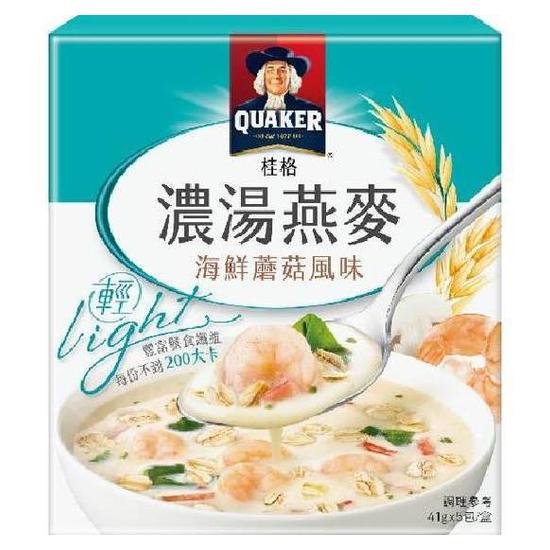 QUAKER
桂格
®
濃湯燕麥
海鮮蘑菇風味
輕
light
豐富膳食纖維
每份不到200大卡
調理參考
41gx5包/盒